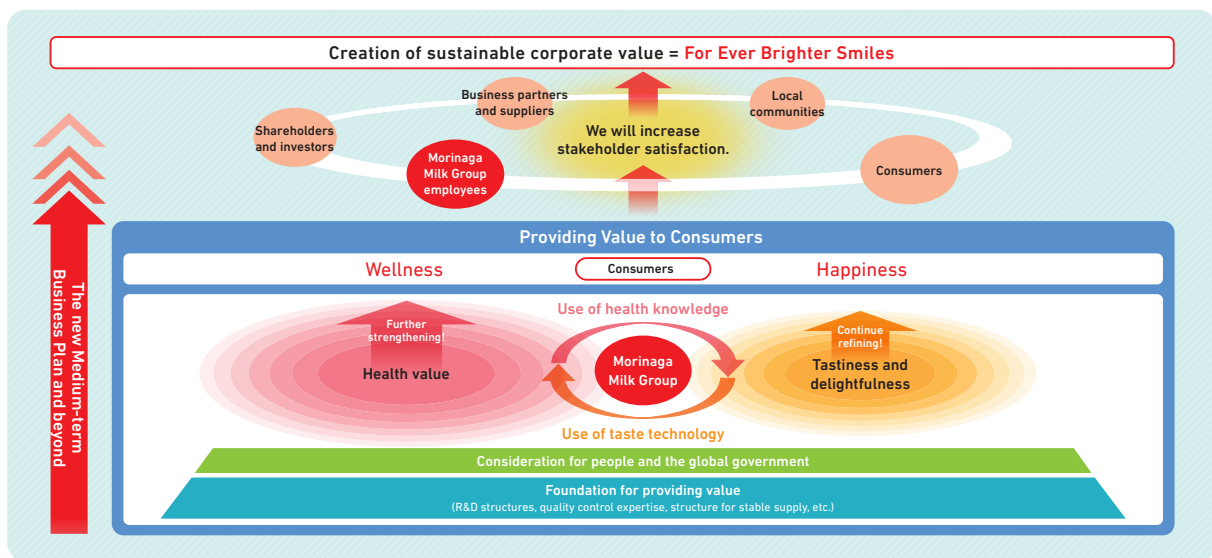 Creation of sustainable corporate value = For Ever Brighter Smiles
Business partners
and suppliers
Local
communities
Shareholders
and investors
We will increase
stakeholder satisfaction.
Morinaga
Milk Group
employees
Consumers
The new Medium-term
Business Plan and beyond
Providing Value to Consumers
Wellness
Consumers
Happiness
Use of health knowledge
Further
strengthening!
Continue
refining!
Health value
Morinaga
Milk Group
Tastiness and
delightfulness
Use of taste technology
Consideration for people and the global government
Foundation for providing value
(R&D structures, quality control expertise, structure for stable supply, etc.)